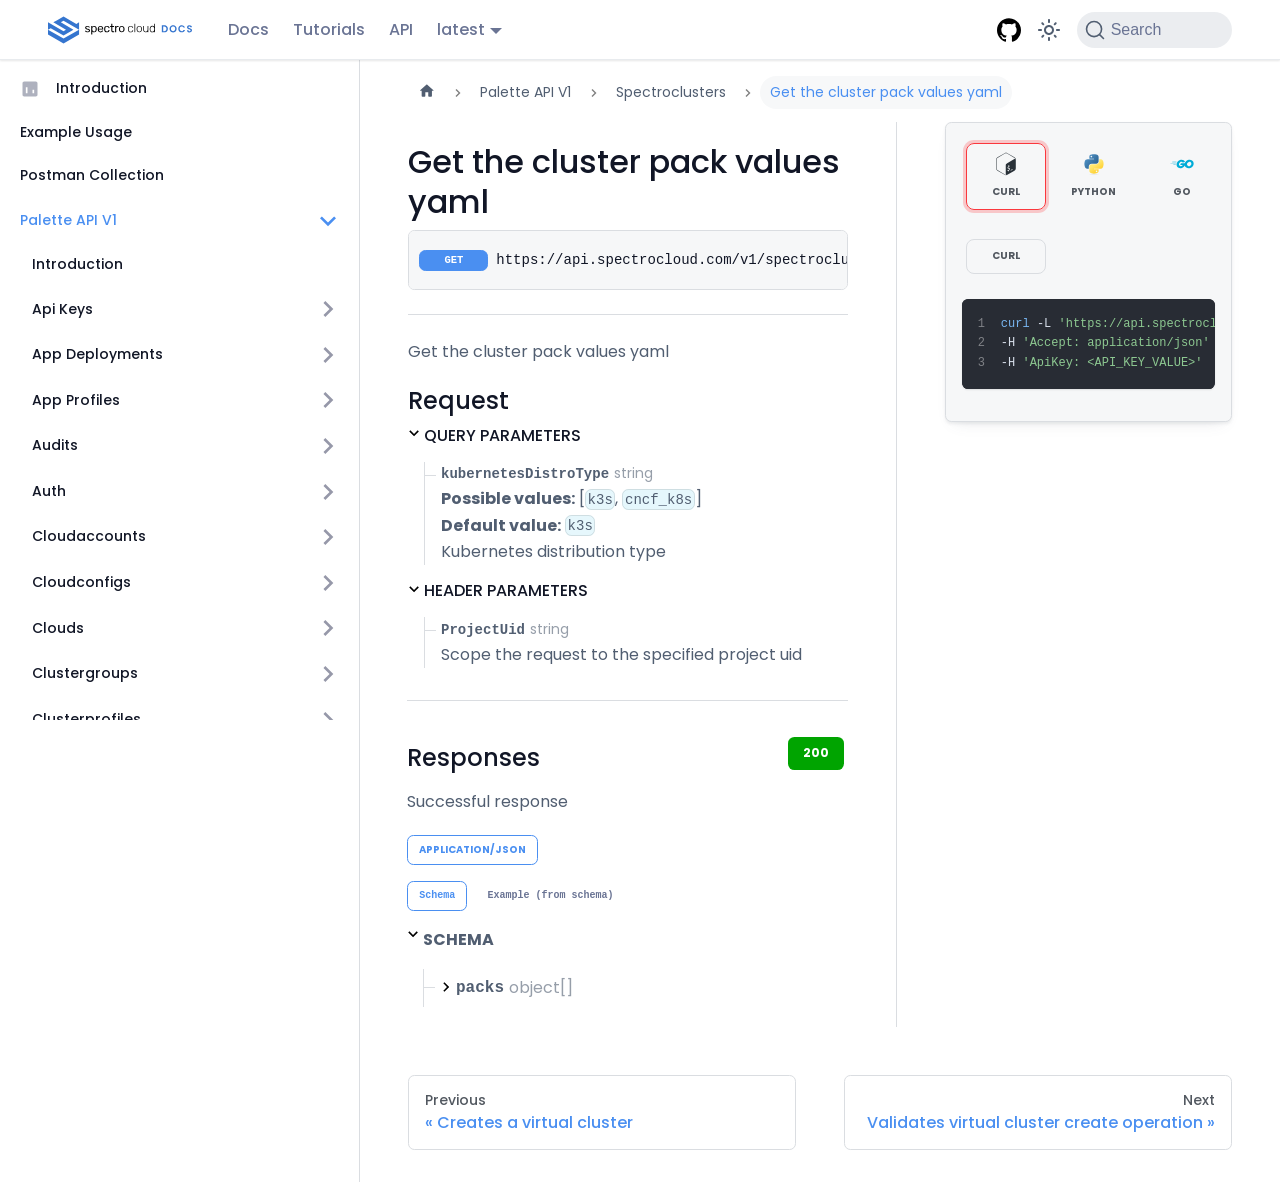 spectro cloud DOCS Docs Tutorials API latest Search
Introduction
Example Usage
Postman Collection
Palette API V1
Introduction
Api Keys
App Deployments
App Profiles
Audits
Auth
Cloudaccounts
Cloudconfigs
Clouds
Clustergroups
Clusterprofiles
Palette API V1 Spectroclusters Get the cluster pack values yaml
Get the cluster pack values
yaml
GET https://api.spectrocloud.com/v1/spectroclu
Get the cluster pack values yaml
Request
QUERY PARAMETERS
kubernetesDistroType string
Possible values: [k3s, cncf_k8s]
Default value: k3s
Kubernetes distribution type
HEADER PARAMETERS
ProjectUid string
Scope the request to the specified project uid
Responses 200
Successful response
APPLICATION/JSON
Schema Example (from schema)
SCHEMA
packs object[]
GO
CURL PYTHON GO
CURL
1 curl -L 'https://api.spectrocl
2 -H 'Accept: application/json'
3 -H 'ApiKey: <API_KEY_VALUE>'
Previous
« Creates a virtual cluster
Next
Validates virtual cluster create operation »